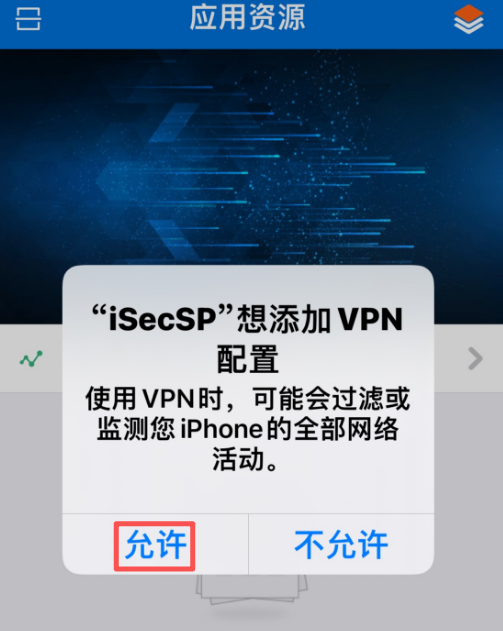 应用资源
“iSecSP”想添加 VPN
配置
使用 VPN 时，可能会过滤或
监测您 iPhone 的全部网络
活动。
允许
不允许